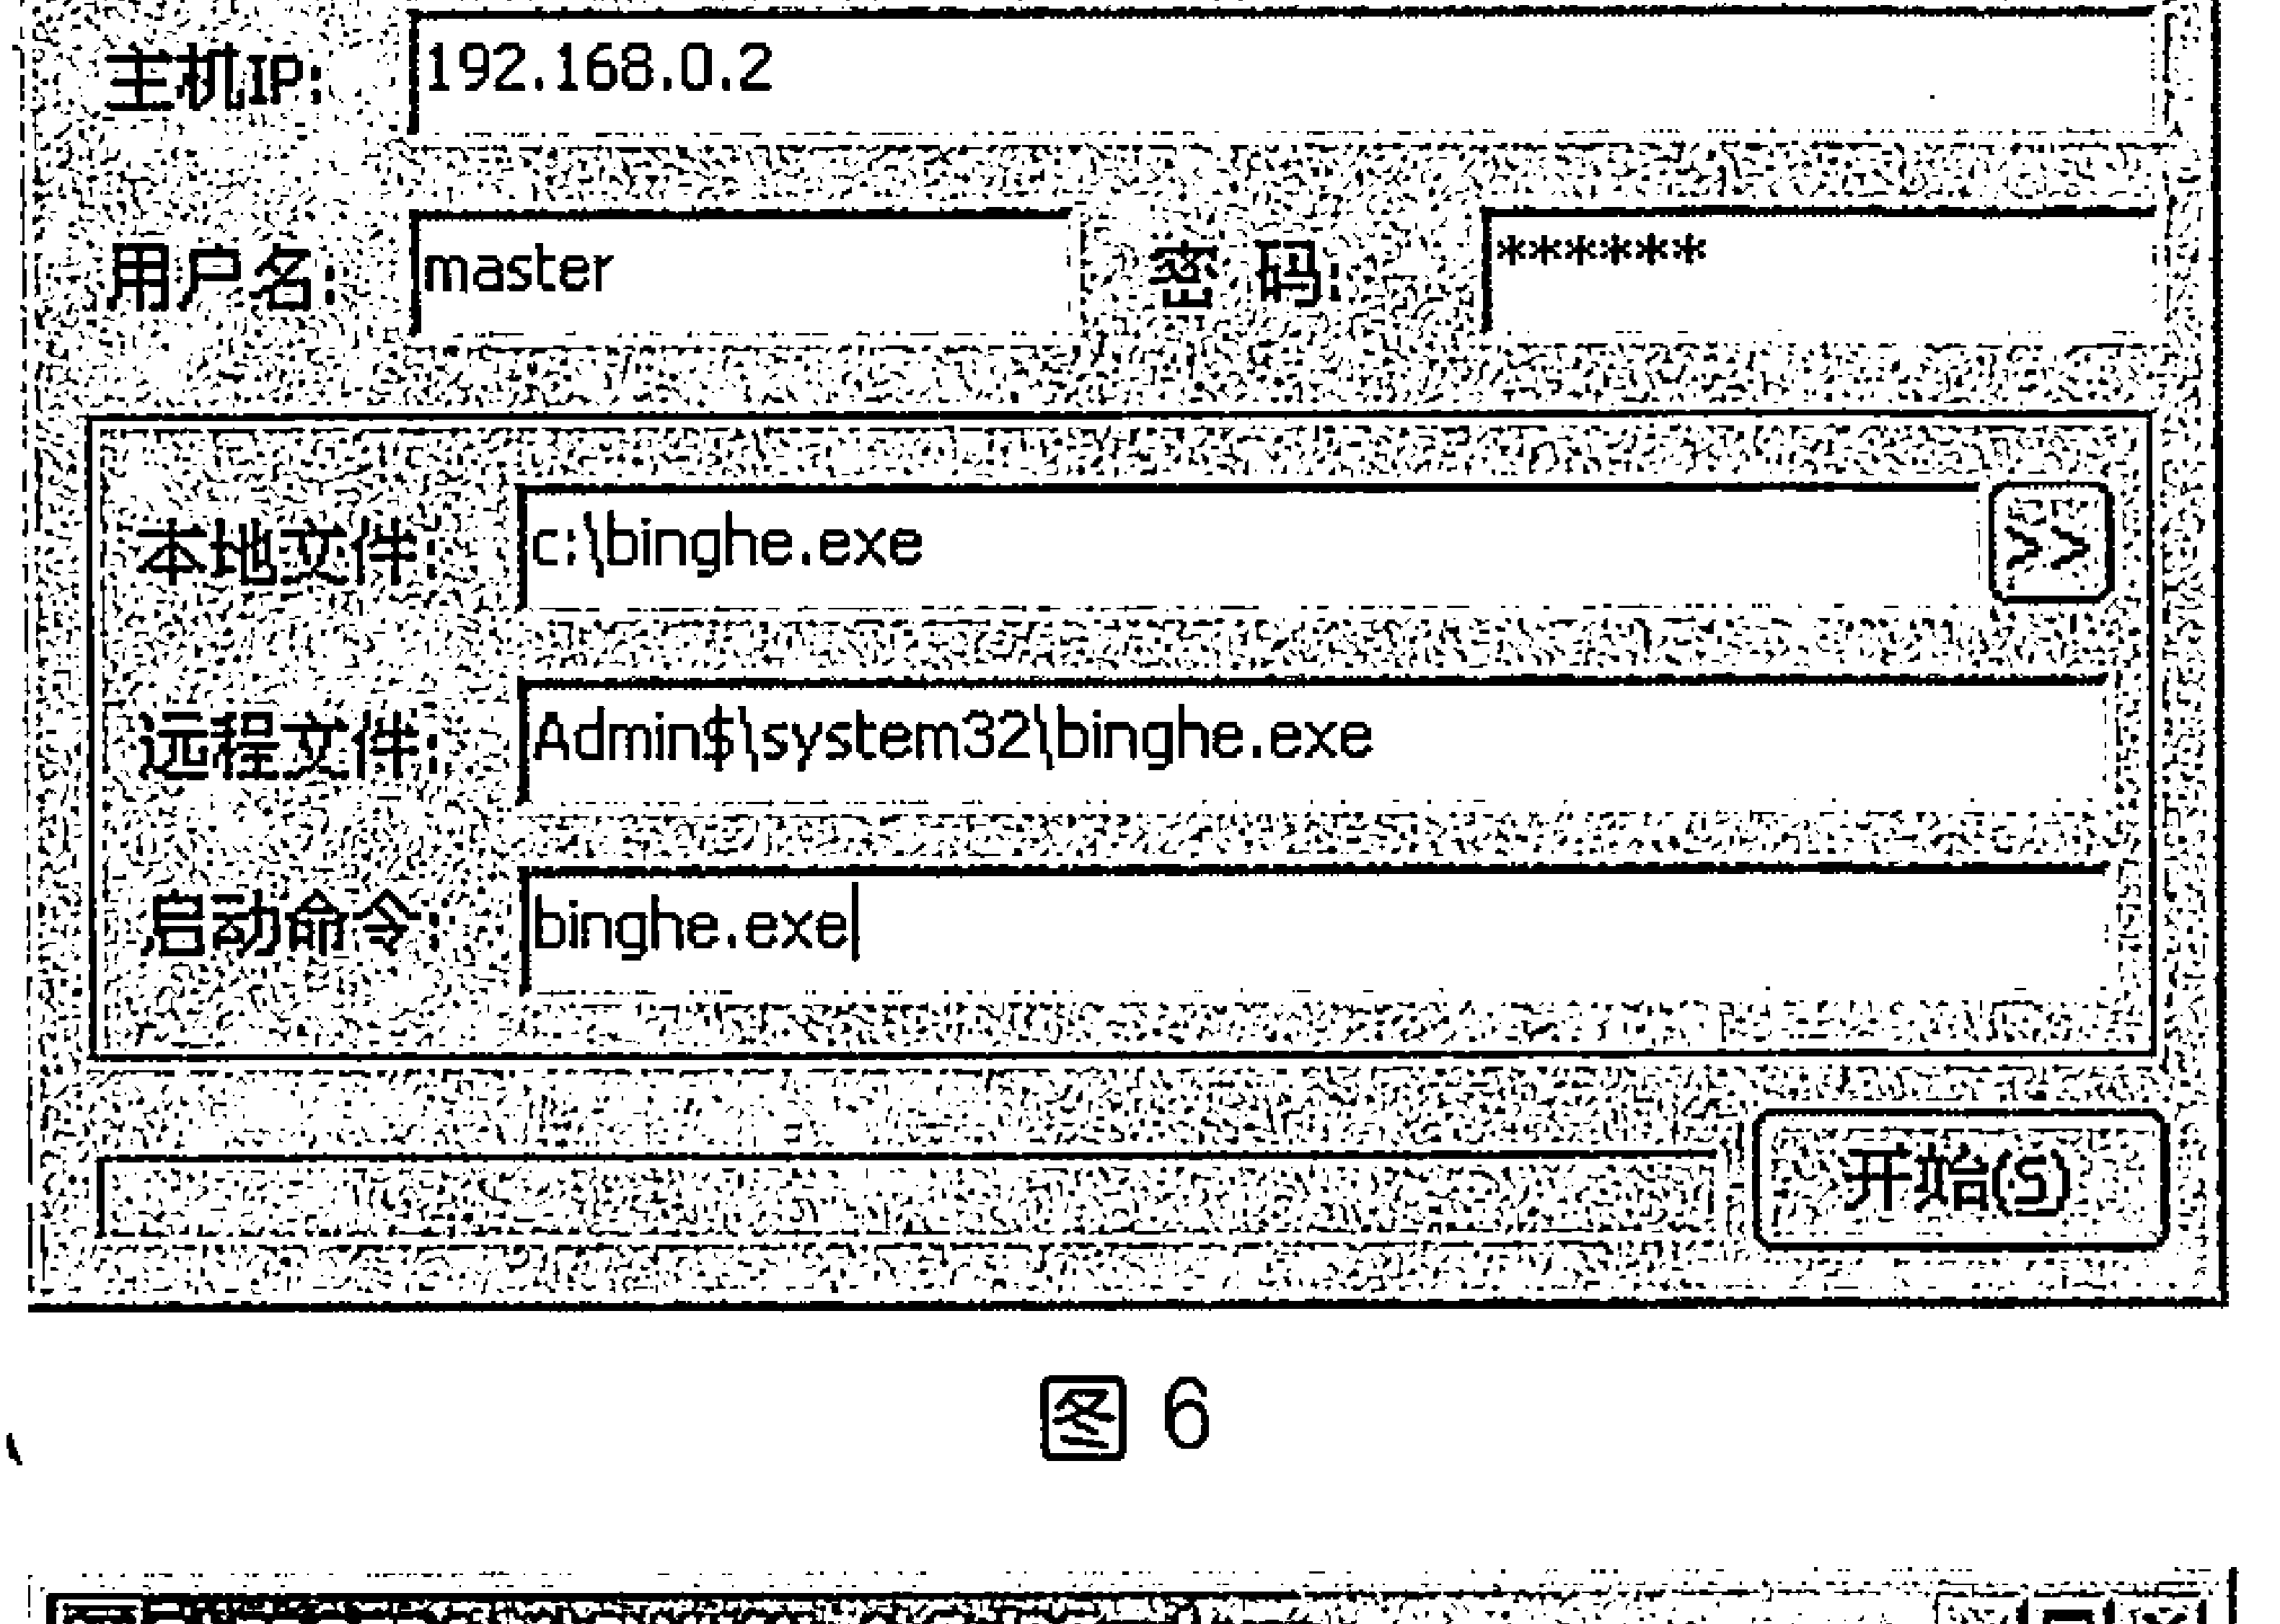 主机IP: 192.168.0.2
用户名: master 密 码: ******
本地文件: c:\binghe.exe >>
远程文件: Admin$\system32\binghe.exe
启动命令: binghe.exe
开始(S)
图 6